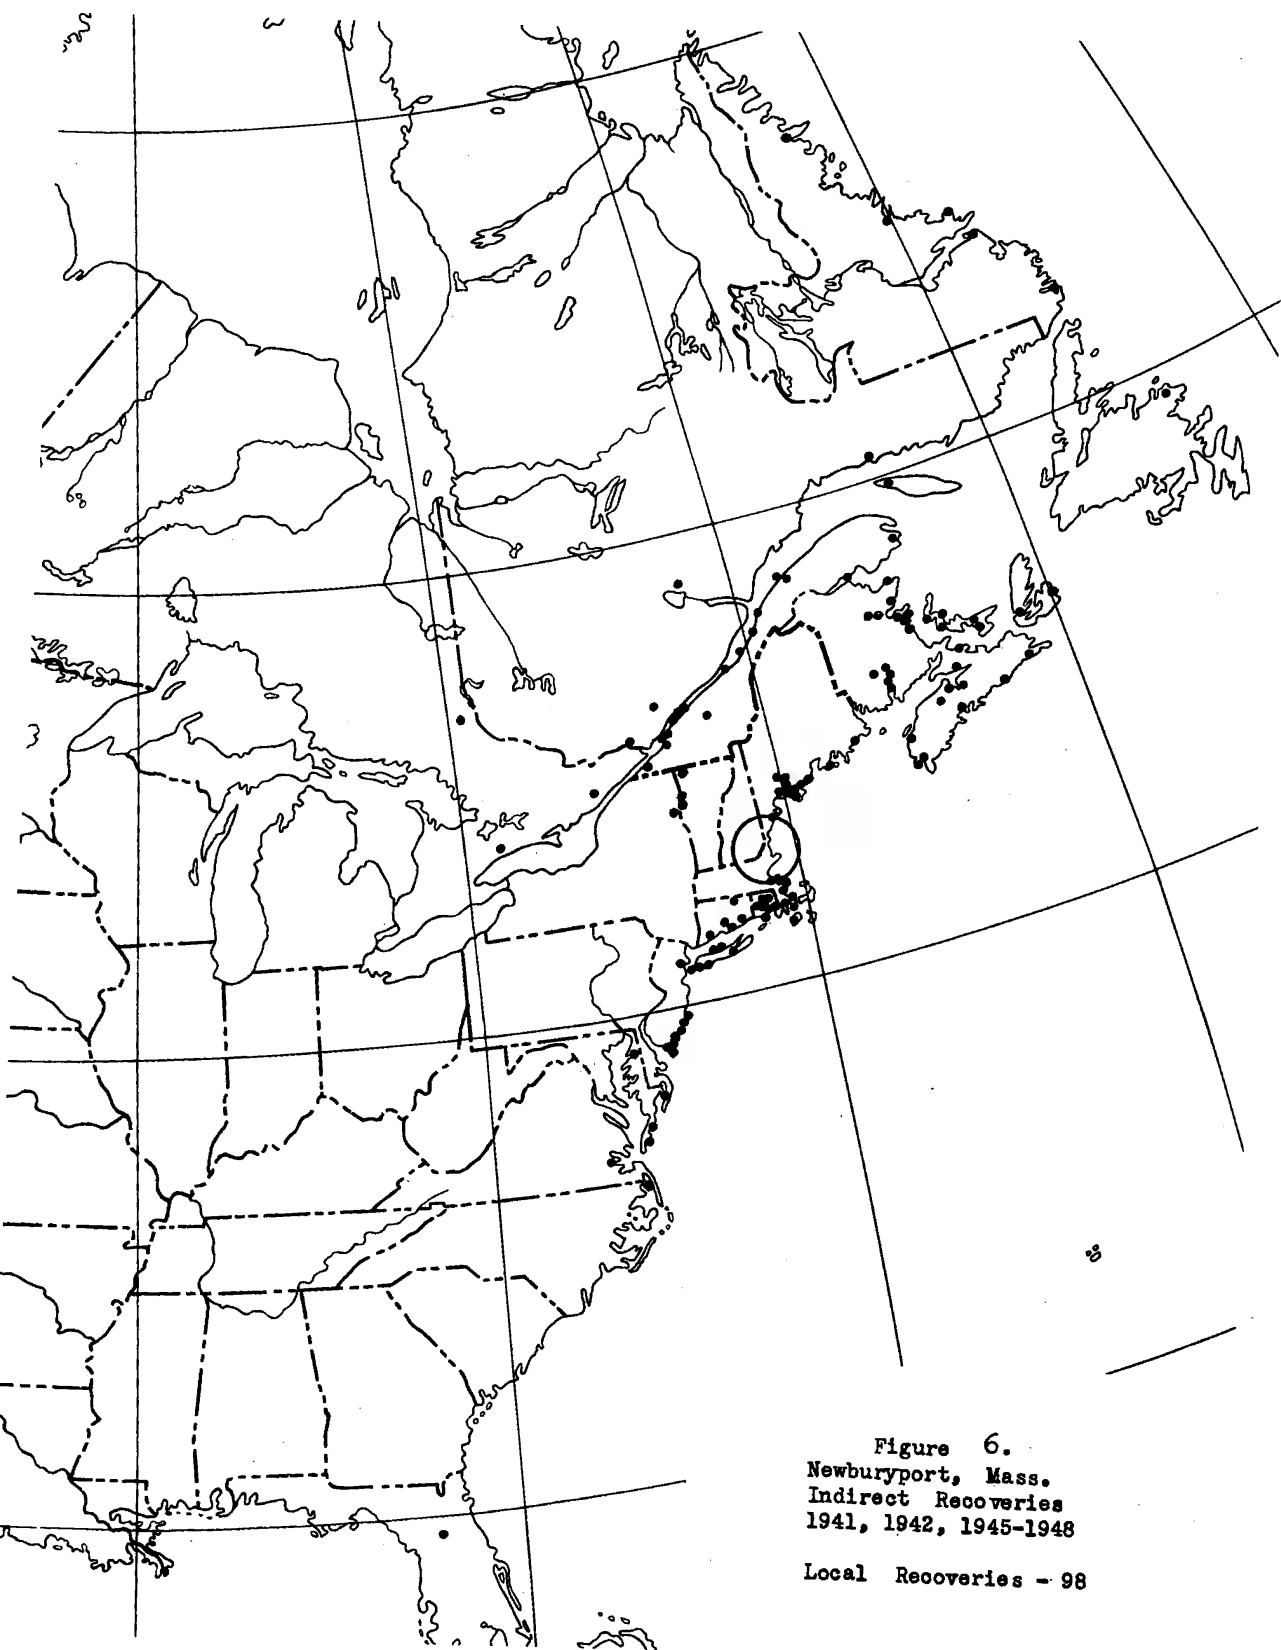 Figure 6.
Newburyport, Mass.
Indirect Recoveries
1941, 1942, 1945-1948
Local Recoveries - 98